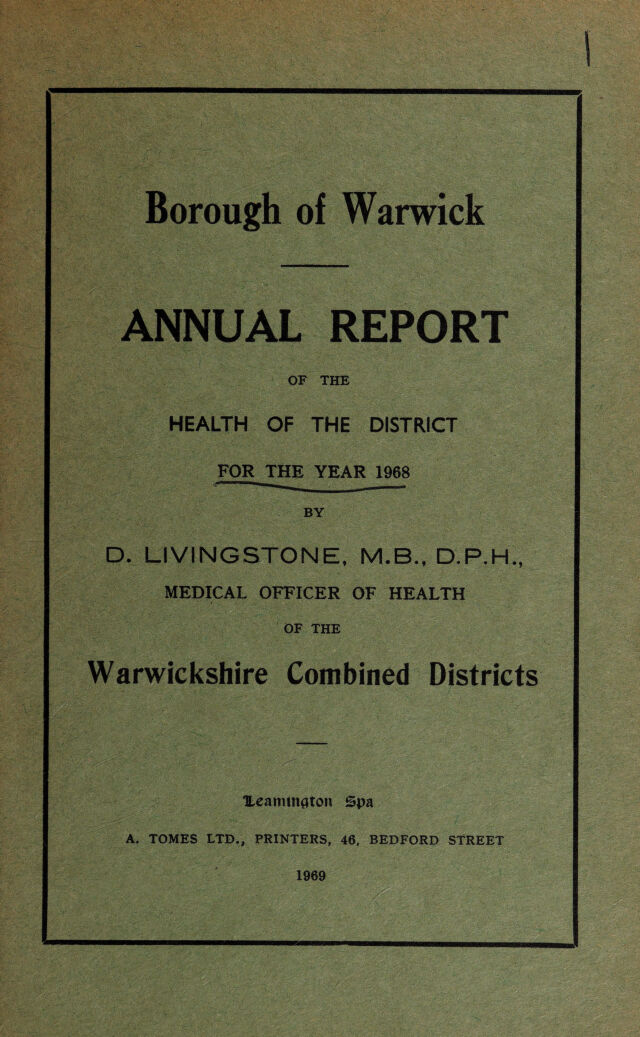 Borough of Warwick
ANNUAL REPORT
OF THE
HEALTH OF THE DISTRICT
FOR THE YEAR 1968
BY
D. LIVINGSTONE, M.B., D.P.H.,
MEDICAL OFFICER OF HEALTH
OF THE
Warwickshire Combined Districts
Leamington Spa
A. TOMES LTD., PRINTERS, 46, BEDFORD STREET
1969